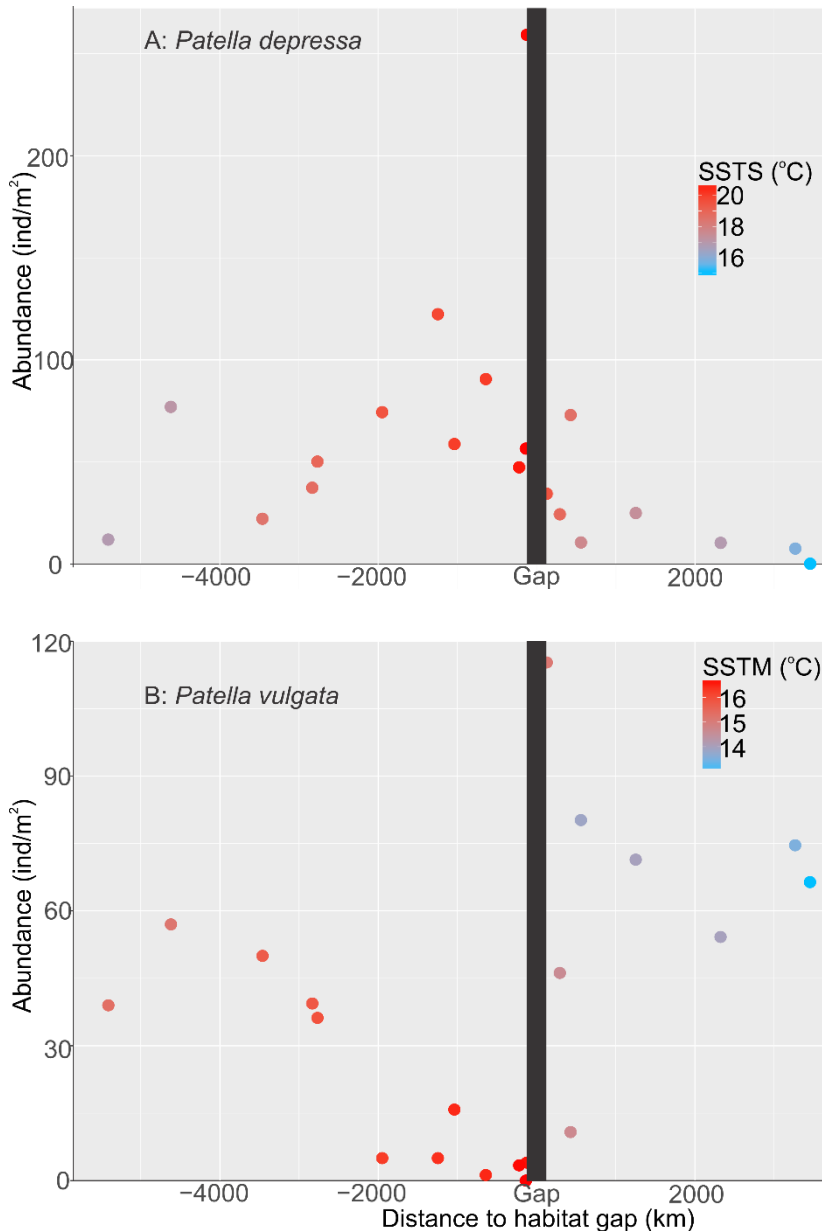 A: Patella depressa
Abundance (ind/m²)
200
100
0
SSTS (°C)
20
18
16
−4000 −2000 Gap 2000
B: Patella vulgata
Abundance (ind/m²)
120
90
60
30
0
SSTM (°C)
16
15
14
−4000 −2000 Gap 2000
Distance to habitat gap (km)